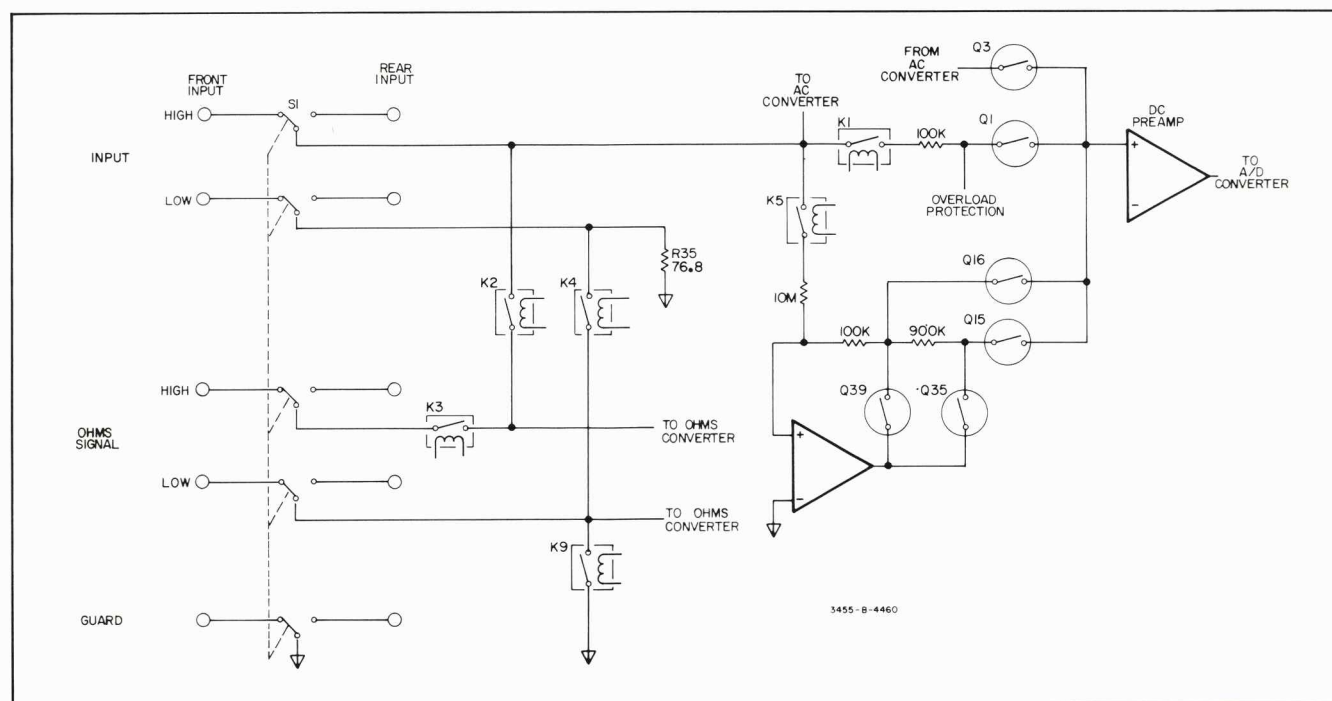 FRONT
INPUT
REAR
INPUT
S1
HIGH
INPUT
LOW
R35
76.8
K2
K4
HIGH
K3
OHMS
SIGNAL
TO OHMS
CONVERTER
LOW
TO OHMS
CONVERTER
K9
GUARD
TO
AC
CONVERTER
FROM
AC
CONVERTER
Q3
K1
100K
Q1
DC
PREAMP
+
-
TO
A/D
CONVERTER
OVERLOAD
PROTECTION
K5
10M
Q16
100K
900K
Q15
Q39
Q35
+
-
3455-B-4460